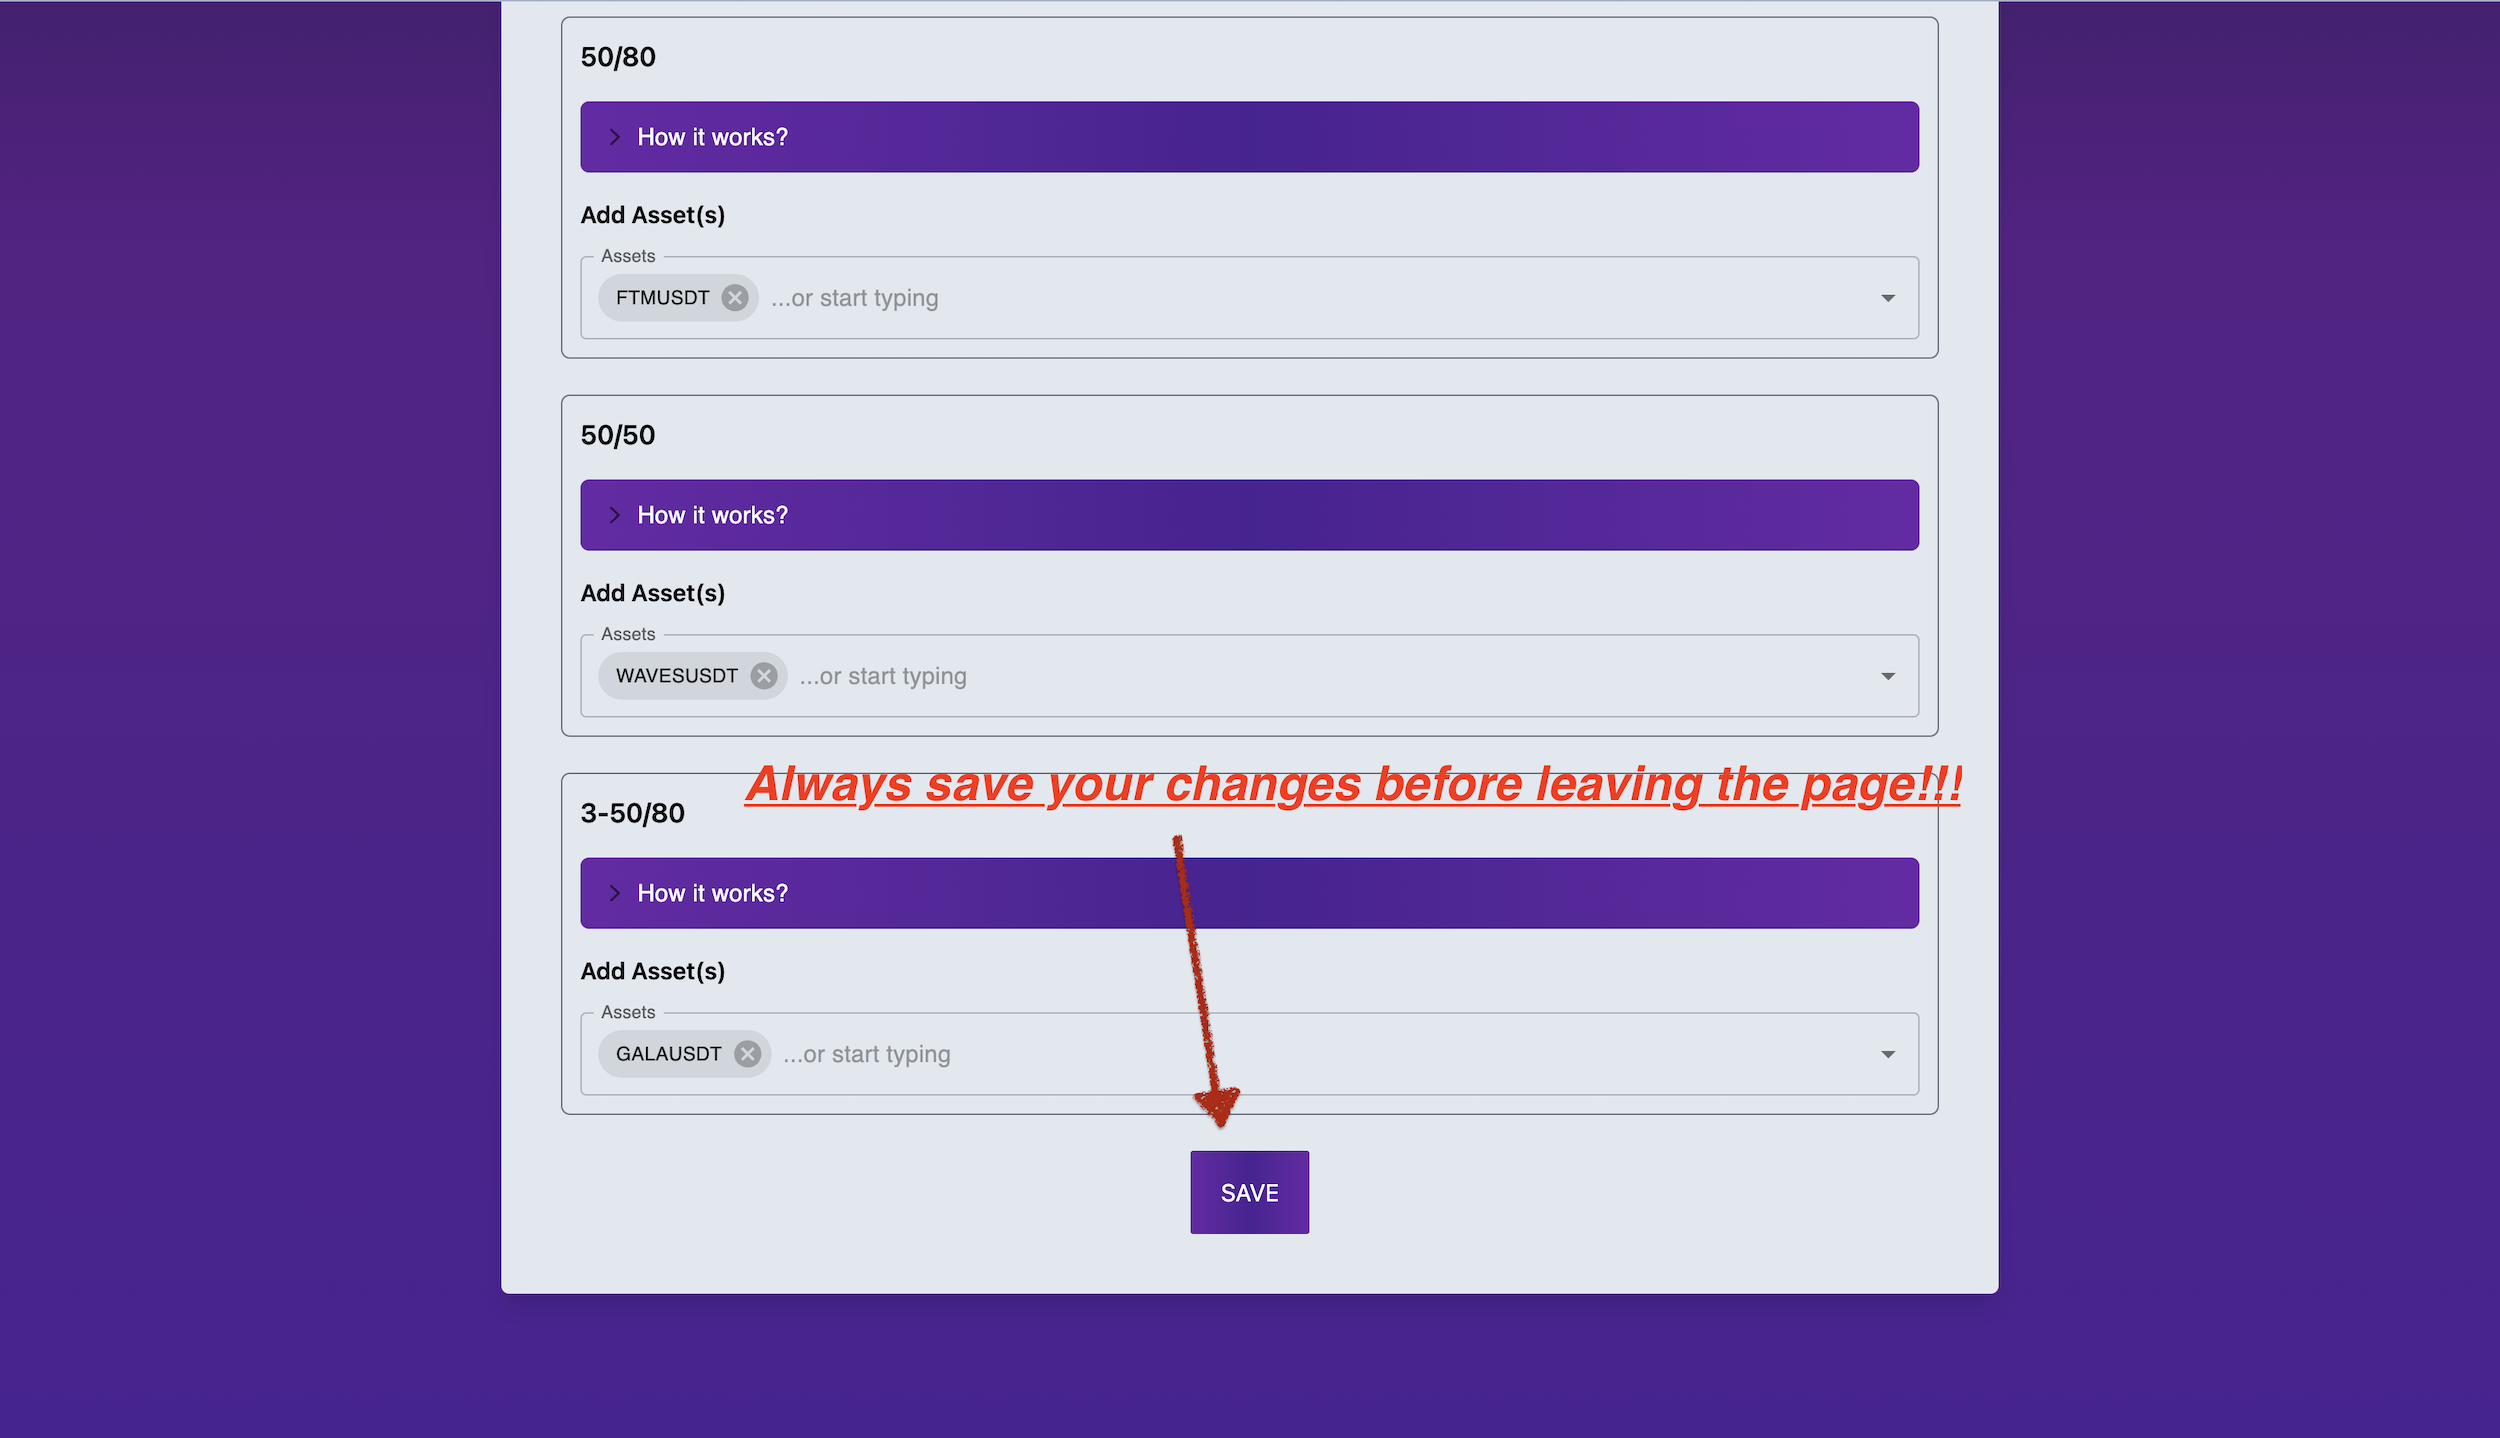 50/80
How it works?
Add Asset(s)
Assets
FTMUSDT ...or start typing
50/50
How it works?
Add Asset(s)
Assets
WAVESUSDT ...or start typing
Always save your changes before leaving the page!!!
3-50/80
How it works?
Add Asset(s)
Assets
GALAUSDT ...or start typing
SAVE